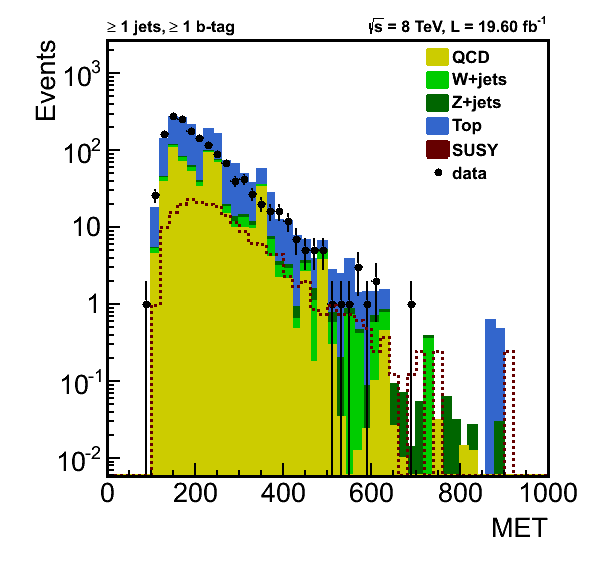 ≥ 1 jets, ≥ 1 b-tag √s = 8 TeV, L = 19.60 fb⁻¹
Events
QCD
W+jets
Z+jets
Top
SUSY
data
10³
10²
10
1
10⁻¹
10⁻²
0 200 400 600 800 1000
MET